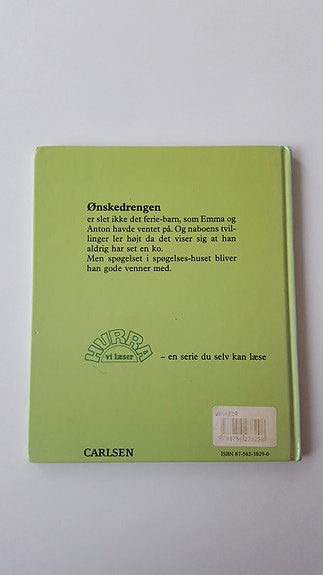 Ønskedrengen
er slet ikke det ferie-barn, som Emma og
Anton havde ventet på. Og naboens tvil-
linger ler højt da det viser sig at han
aldrig har set en ko.
Men spøgelset i spøgelses-huset bliver
han gode venner med.
HURRA
vi læser
– en serie du selv kan læse
CARLSEN
ISBN 87-562-3829-0